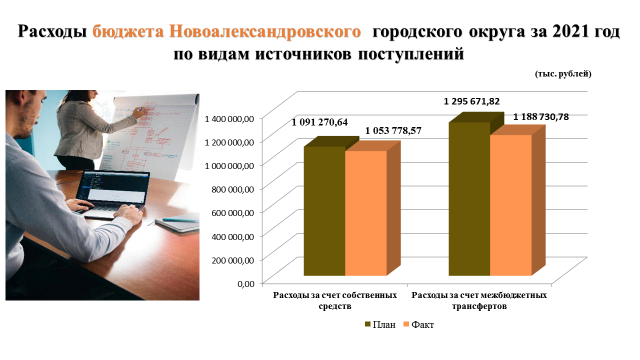 Расходы бюджета Новоалександровского городского округа за 2021 год
по видам источников поступлений
(тыс. рублей)
1 295 671,82
1 188 730,78
1 091 270,64
1 053 778,57
1 400 000,00
1 200 000,00
1 000 000,00
800 000,00
600 000,00
400 000,00
200 000,00
0,00
Расходы за счет собственных
средств
Расходы за счет межбюджетных
трансфертов
План
Факт